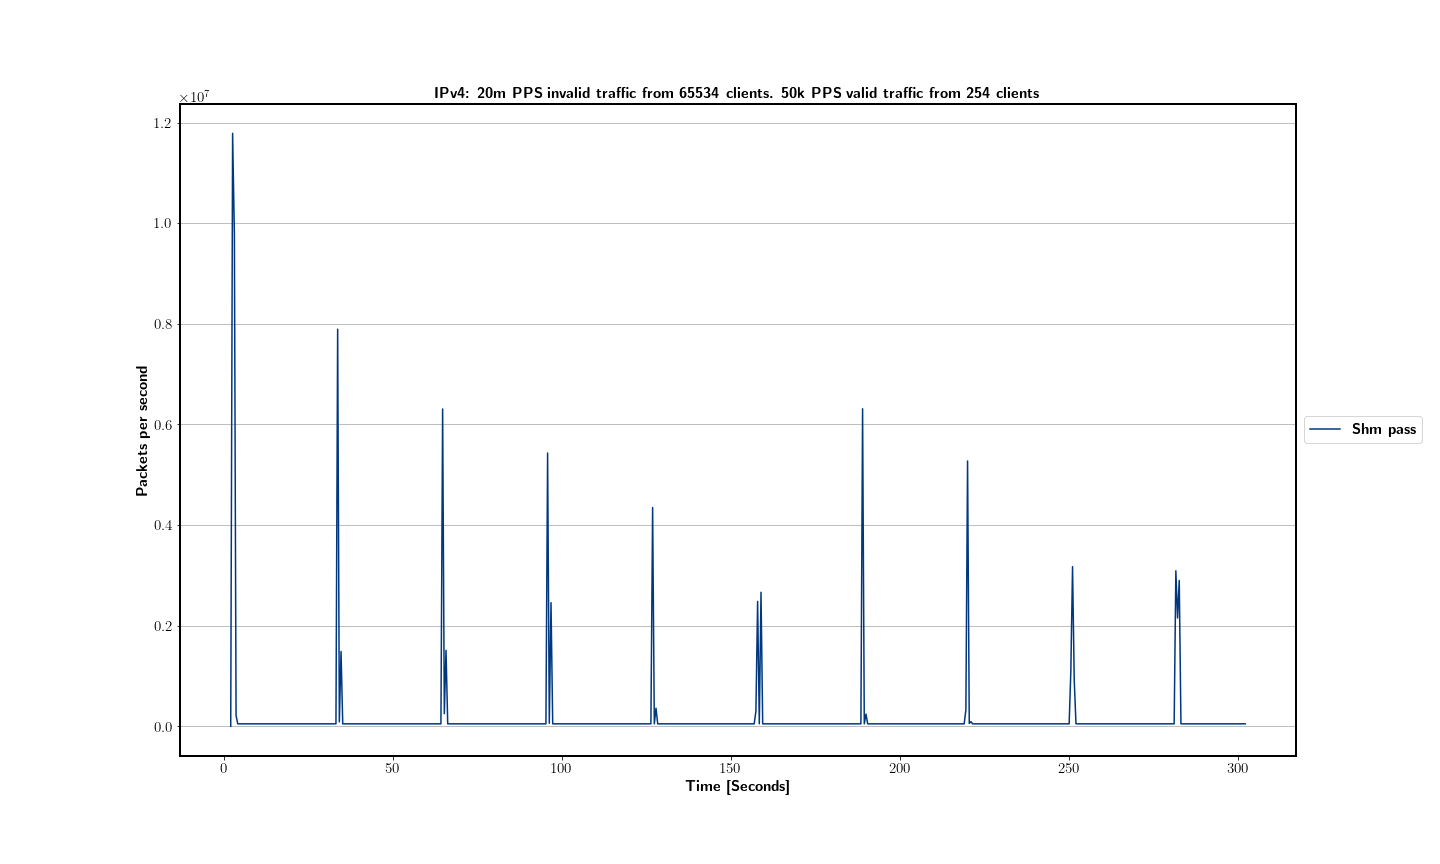 IPv4: 20m PPS invalid traffic from 65534 clients. 50k PPS valid traffic from 254 clients
×10⁷
1.2
1.0
0.8
0.6
0.4
0.2
0.0
Packets per second
0 50 100 150 200 250 300
Time [Seconds]
Shm pass